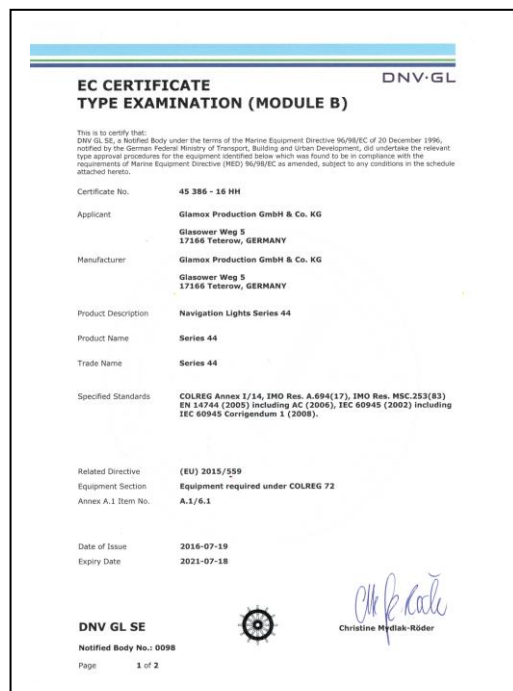 DNV·GL
EC CERTIFICATE
TYPE EXAMINATION (MODULE B)
This is to certify that:
DNV GL SE, a Notified Body under the terms of the Marine Equipment Directive 96/98/EC of 20 December 1996,
notified by the German Federal Ministry of Transport, Building and Urban Development, did undertake the relevant
type approval procedures for the equipment identified below which was found to be in compliance with the
requirements of Marine Equipment Directive (MED) 96/98/EC as amended, subject to any conditions in the schedule
attached hereto.
Certificate No. 45 386 - 16 HH
Applicant Glamox Production GmbH & Co. KG
Glasower Weg 5
17166 Teterow, GERMANY
Manufacturer Glamox Production GmbH & Co. KG
Glasower Weg 5
17166 Teterow, GERMANY
Product Description Navigation Lights Series 44
Product Name Series 44
Trade Name Series 44
Specified Standards COLREG Annex I/14, IMO Res. A.694(17), IMO Res. MSC.253(83)
EN 14744 (2005) including AC (2006), IEC 60945 (2002) including
IEC 60945 Corrigendum 1 (2008).
Related Directive (EU) 2015/559
Equipment Section Equipment required under COLREG 72
Annex A.1 Item No. A.1/6.1
Date of Issue 2016-07-19
Expiry Date 2021-07-18
DNV GL SE
Christine Mydlak-Röder
Notified Body No.: 0098
Page 1 of 2